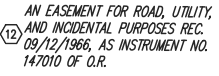 AN EASEMENT FOR ROAD, UTILITY,
12 AND INCIDENTAL PURPOSES REC.
09/12/1966, AS INSTRUMENT NO.
147010 OF O.R.